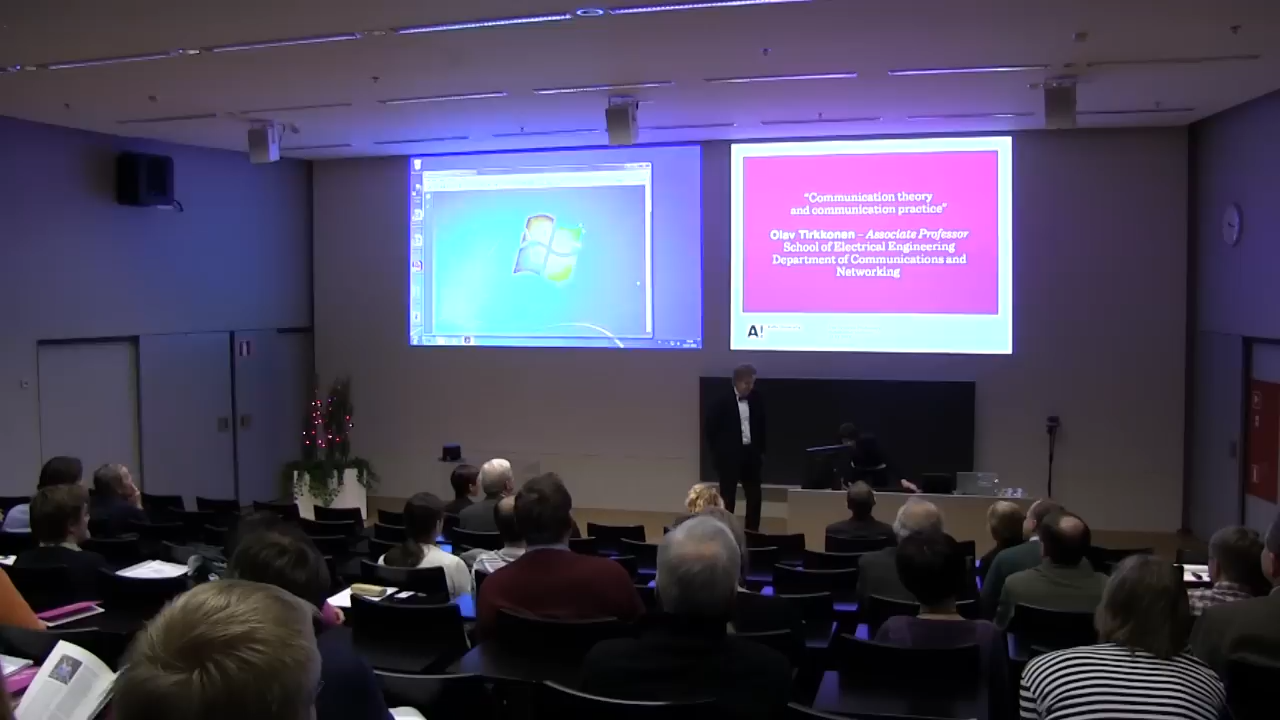 “Communication theory
and communication practice”
Olav Tirkkonen – Associate Professor
School of Electrical Engineering
Department of Communications and
Networking
A!